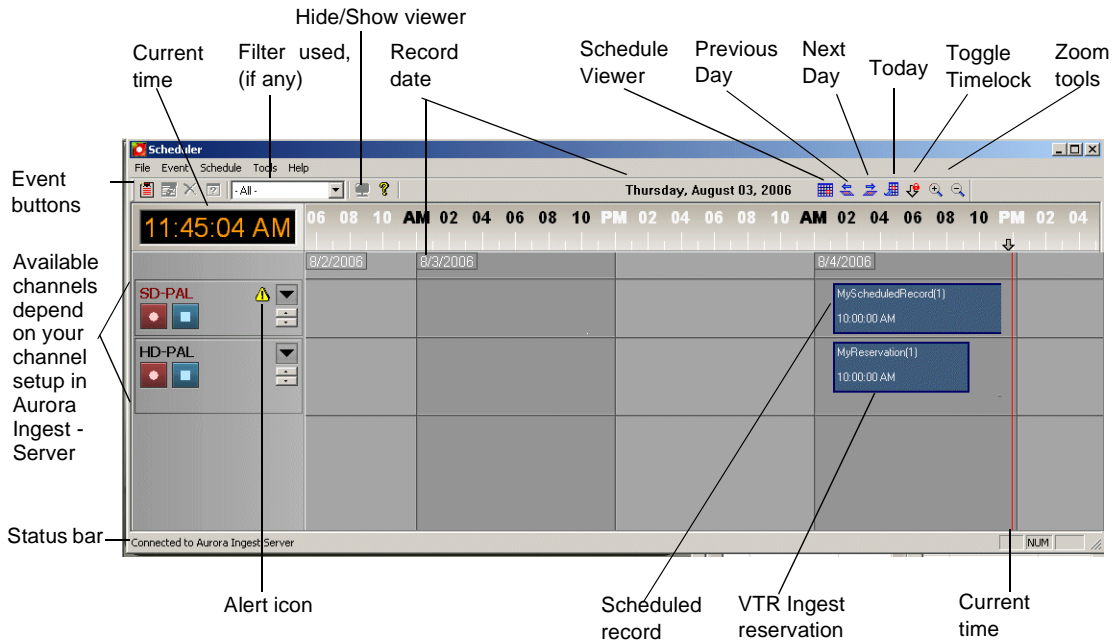 Hide/Show viewer
Current
time
Filter used,
(if any)
Record
date
Schedule
Viewer
Previous
Day
Next
Day
Today
Toggle
Timelock
Zoom
tools
Scheduler
File Event Schedule Tools Help
Event
buttons
- All -
Thursday, August 03, 2006
11:45:04 AM
06 08 10 AM 02 04 06 08 10 PM 02 04 06 08 10 AM 02 04 06 08 10 PM 02 04
8/2/2006 8/3/2006 8/4/2006
Available
channels
depend
on your
channel
setup in
Aurora
Ingest -
Server
SD-PAL
MyScheduledRecord(1)
10:00:00 AM
HD-PAL
MyReservation(1)
10:00:00 AM
Status bar
Connected to Aurora Ingest Server
NUM
Alert icon
Scheduled
record
VTR Ingest
reservation
Current
time